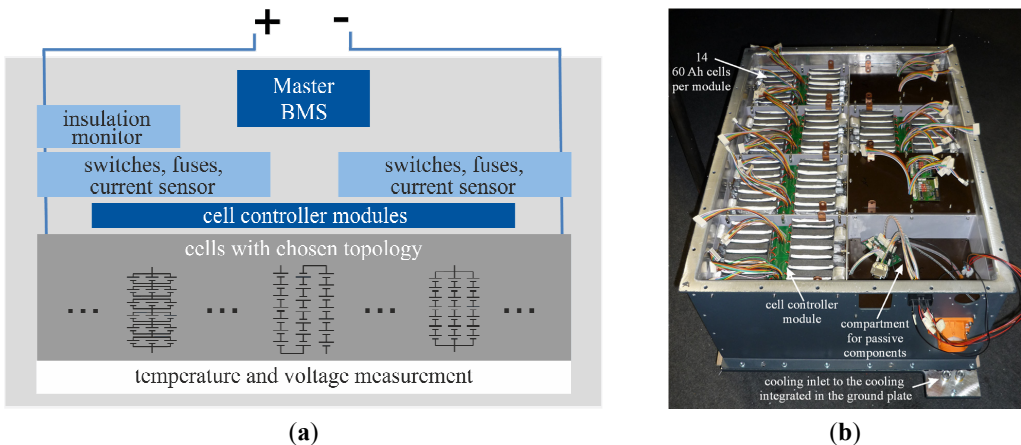 + -
Master
BMS
insulation
monitor
switches, fuses,
current sensor
switches, fuses,
current sensor
cell controller modules
cells with chosen topology
... ... ... ...
temperature and voltage measurement
(a)
14
60 Ah cells
per module
cell controller
module
compartment
for passive
components
cooling inlet to the cooling
integrated in the ground plate
(b)